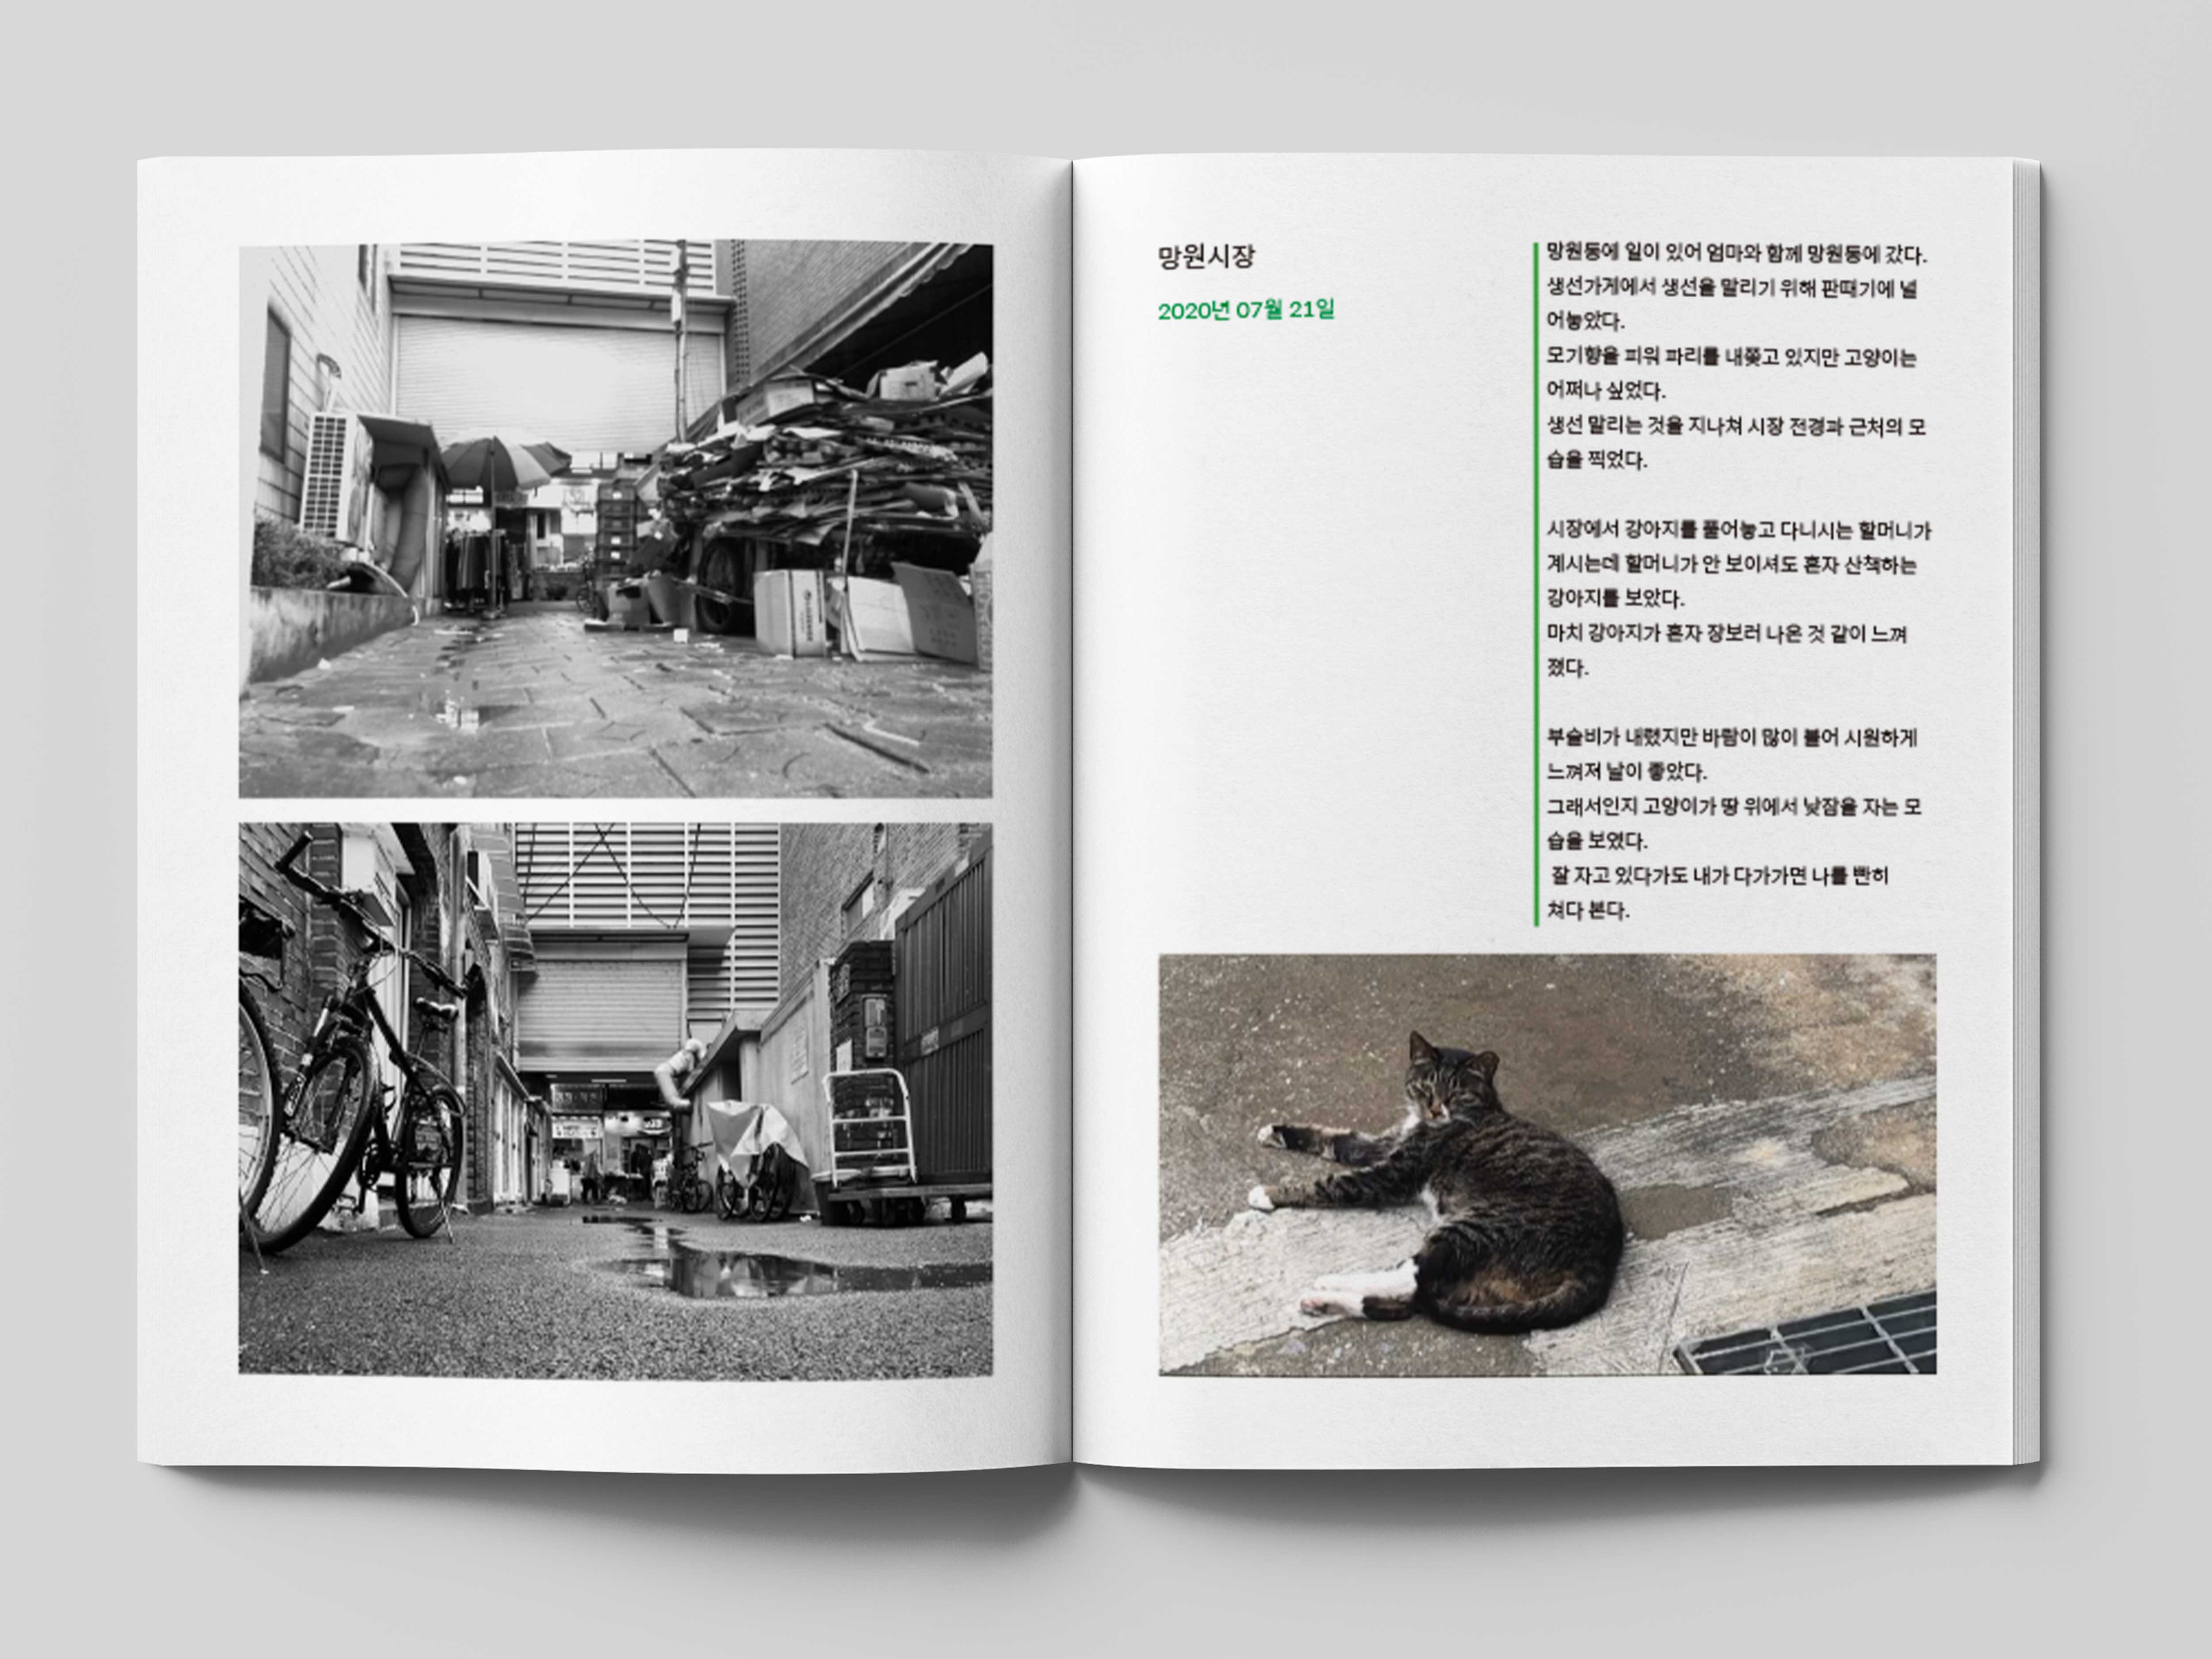 망원시장
2020년 07월 21일
망원동에 일이 있어 엄마와 함께 망원동에 갔다.
생선가게에서 생선을 말리기 위해 판때기에 널
어놓았다.
모기향을 피워 파리를 내쫓고 있지만 고양이는
어쩌나 싶었다.
생선 말리는 것을 지나쳐 시장 전경과 근처의 모
습을 찍었다.
시장에서 강아지를 풀어놓고 다니시는 할머니가
계시는데 할머니가 안 보이셔도 혼자 산책하는
강아지를 보았다.
마치 강아지가 혼자 장보러 나온 것 같이 느껴
졌다.
부슬비가 내렸지만 바람이 많이 불어 시원하게
느껴져 날이 좋았다.
그래서인지 고양이가 땅 위에서 낮잠을 자는 모
습을 보였다.
잘 자고 있다가도 내가 다가가면 나를 빤히
쳐다 본다.